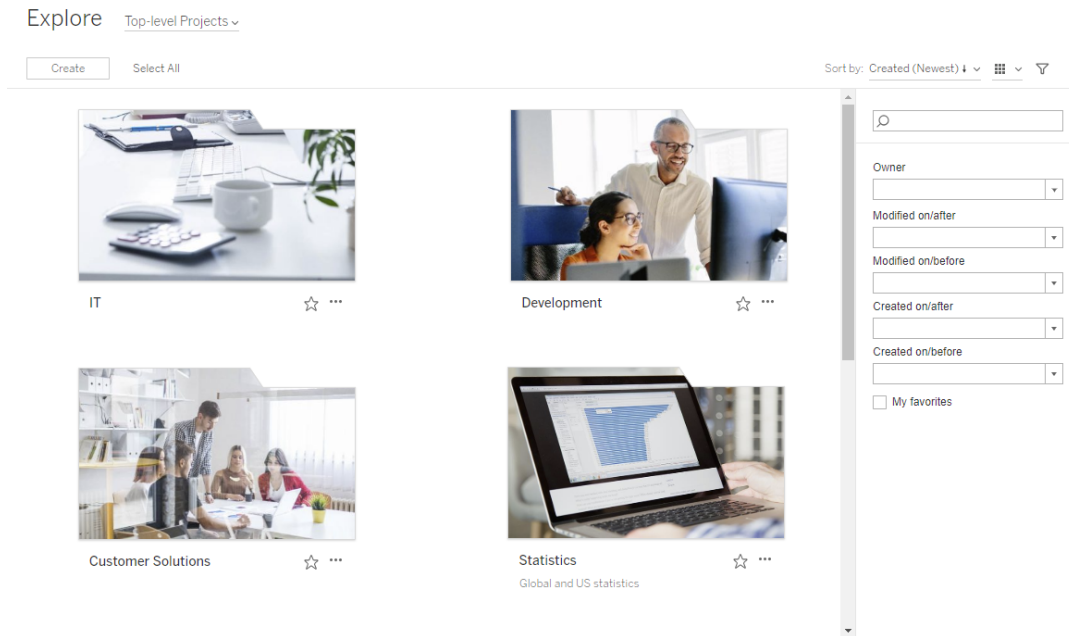 Explore Top-level Projects
Create Select All Sort by: Created (Newest)
IT
Development
Customer Solutions
Statistics
Global and US statistics
Owner
Modified on/after
Modified on/before
Created on/after
Created on/before
My favorites